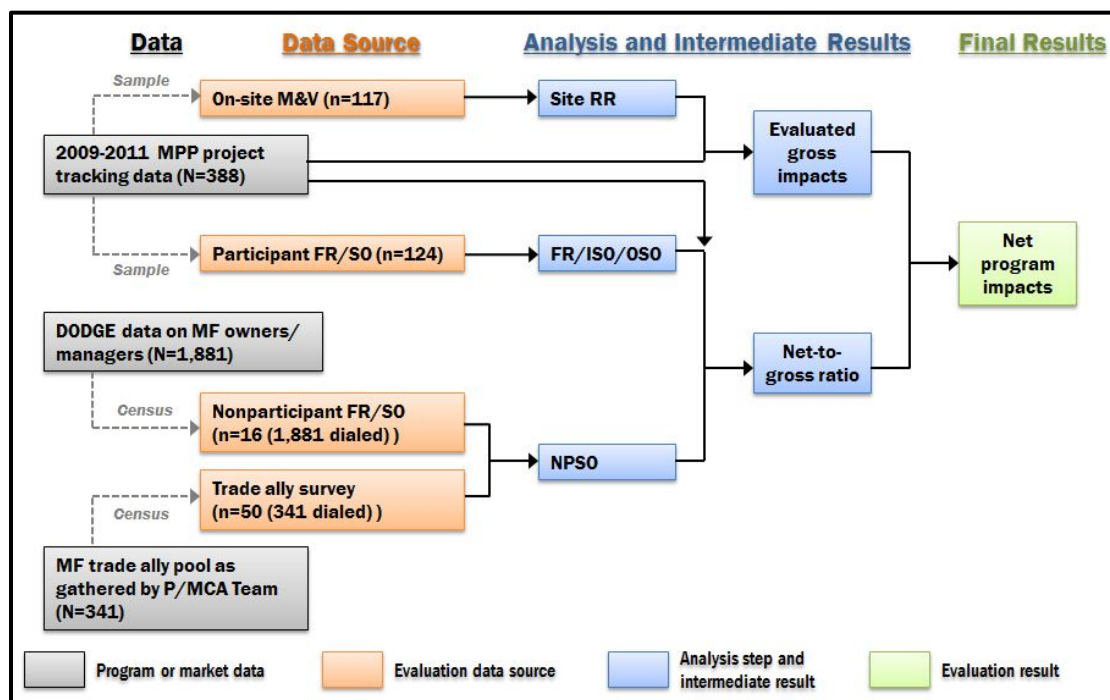 Data
Data Source
Analysis and Intermediate Results
Final Results
Sample
On-site M&V (n=117)
Site RR
2009-2011 MPP project
tracking data (N=388)
Evaluated
gross
impacts
Sample
Participant FR/SO (n=124)
FR/ISO/OSO
Net
program
impacts
DODGE data on MF owners/
managers (N=1,881)
Net-to-
gross ratio
Census
Nonparticipant FR/SO
(n=16 (1,881 dialed) )
NPSO
Trade ally survey
(n=50 (341 dialed) )
Census
MF trade ally pool as
gathered by P/MCA Team
(N=341)
Program or market data
Evaluation data source
Analysis step and
intermediate result
Evaluation result